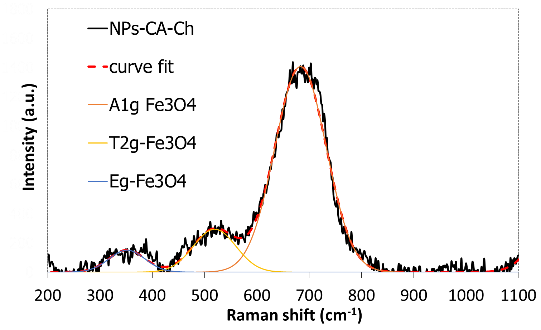 NPs-CA-Ch
curve fit
A1g Fe3O4
T2g-Fe3O4
Eg-Fe3O4
Intensity (a.u.)
200 300 400 500 600 700 800 900 1000 1100
Raman shift (cm⁻¹)